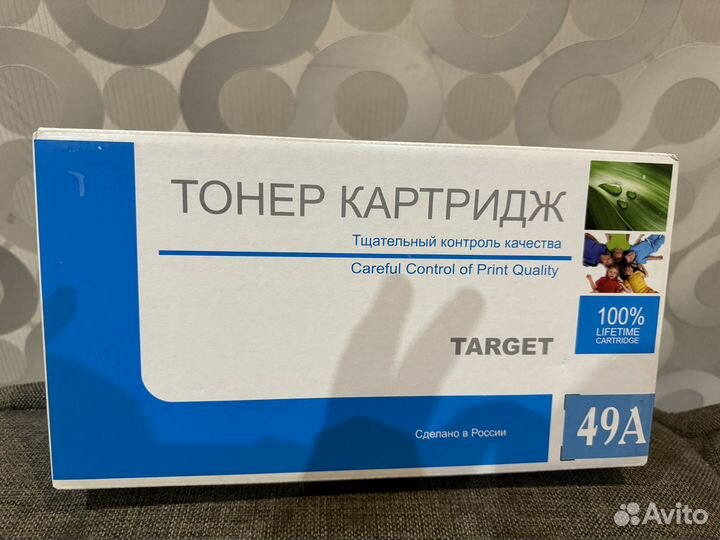 ТОНЕР КАРТРИДЖ
Тщательный контроль качества
Careful Control of Print Quality
100%
LIFETIME
CARTRIDGE
TARGET
Сделано в России
49A
Avito